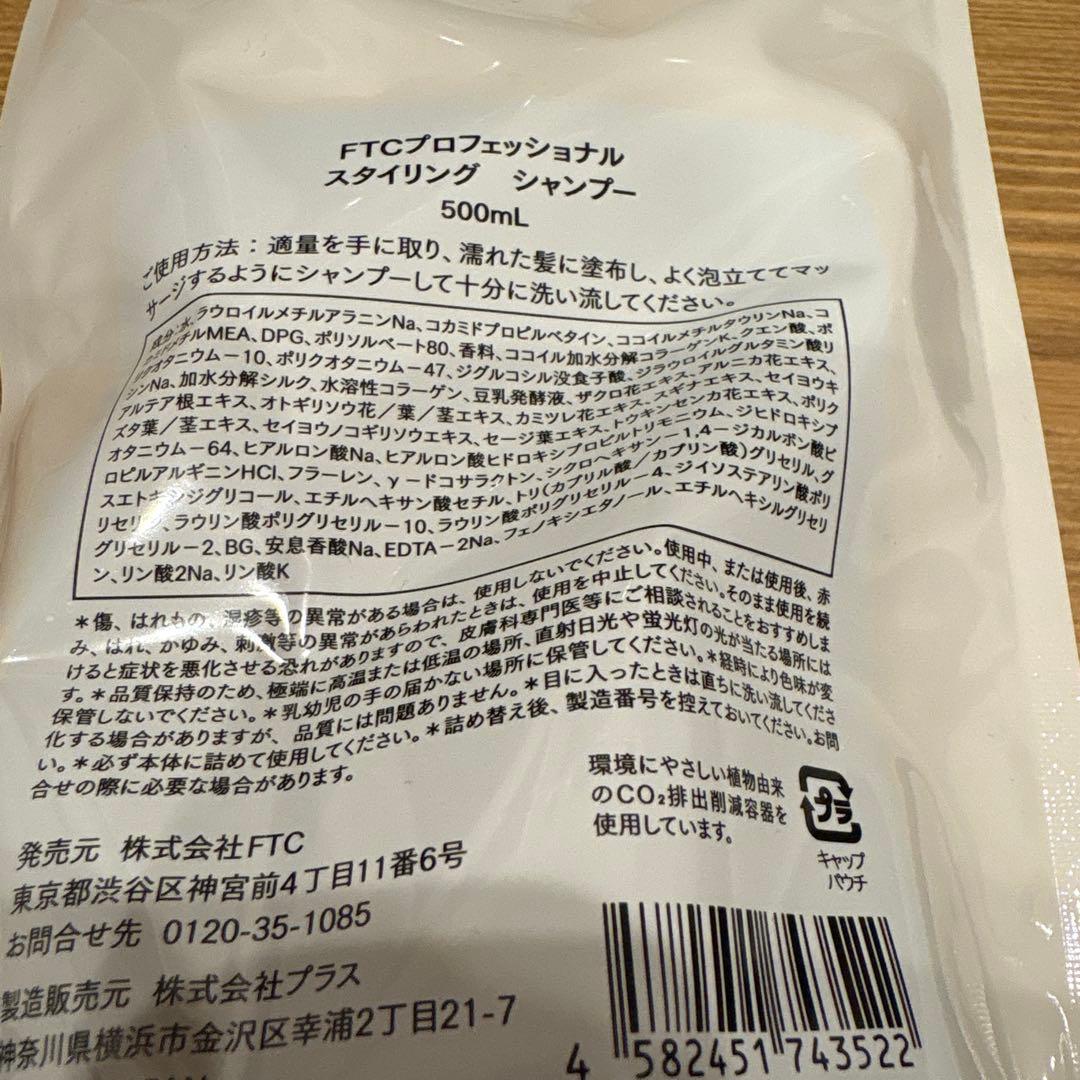 FTCプロフェッショナル
スタイリング シャンプー
500mL
ご使用方法：適量を手に取り、濡れた髪に塗布し、よく泡立ててマッ
サージするようにシャンプーして十分に洗い流してください。
成分：水、ラウロイルメチルアラニンNa、コカミドプロピルベタイン、ココイルメチルタウリンNa、コ
カミドメチルMEA、DPG、ポリソルベート80、香料、ココイル加水分解コラーゲンK、クエン酸、ポ
リクオタニウムー10、ポリクオタニウムー47、ジグルコシル没食子酸、ジラウロイルグルタミン酸リ
シンNa、加水分解シルク、水溶性コラーゲン、豆乳発酵液、ザクロ花エキス、アルニカ花エキス、
アルテア根エキス、オトギリソウ花／葉／茎エキス、カミツレ花エキス、スギナエキス、セイヨウキ
ズタ葉／茎エキス、セイヨウノコギリソウエキス、セージ葉エキス、トウキンセンカ花エキス、ポリク
オタニウムー64、ヒアルロン酸Na、ヒアルロン酸ヒドロキシプロピルトリモニウム、ジヒドロキシプ
ロピルアルギニンHCl、フラーレン、γードコサラクトン、シクロヘキサンー1,4ージカルボン酸ビ
スエトキシジグリコール、エチルヘキサン酸セチル、トリ(カプリル酸／カプリン酸)グリセリル、グ
リセリン、ラウリン酸ポリグリセリルー10、ラウリン酸ポリグリセリルー4、ジイソステアリン酸ポリ
グリセリルー2、BG、安息香酸Na、EDTAー2Na、フェノキシエタノール、エチルヘキシルグリセリ
ン、リン酸2Na、リン酸K
＊傷、はれもの、湿疹等の異常がある場合は、使用しないでください。使用中、または使用後、赤
み、はれ、かゆみ、刺激等の異常があらわれたときは、使用を中止してください。そのまま使用を続
けると症状を悪化させる恐れがありますので、皮膚科専門医等にご相談されることをおすすめしま
す。＊品質保持のため、極端に高温または低温の場所、直射日光や蛍光灯の光が当たる場所には
保管しないでください。＊乳幼児の手の届かない場所に保管してください。＊経時により色味が変
化する場合がありますが、品質には問題ありません。＊目に入ったときは直ちに洗い流してくださ
い。＊必ず本体に詰めて使用してください。＊詰め替え後、製造番号を控えておいてください。お問
合せの際に必要な場合があります。
環境にやさしい植物由来
のCO₂排出削減容器を
使用しています。
プラ
キャップ
パウチ
発売元 株式会社FTC
東京都渋谷区神宮前4丁目11番6号
お問合せ先 0120-35-1085
製造販売元 株式会社プラス
神奈川県横浜市金沢区幸浦2丁目21-7
4 582451 743522